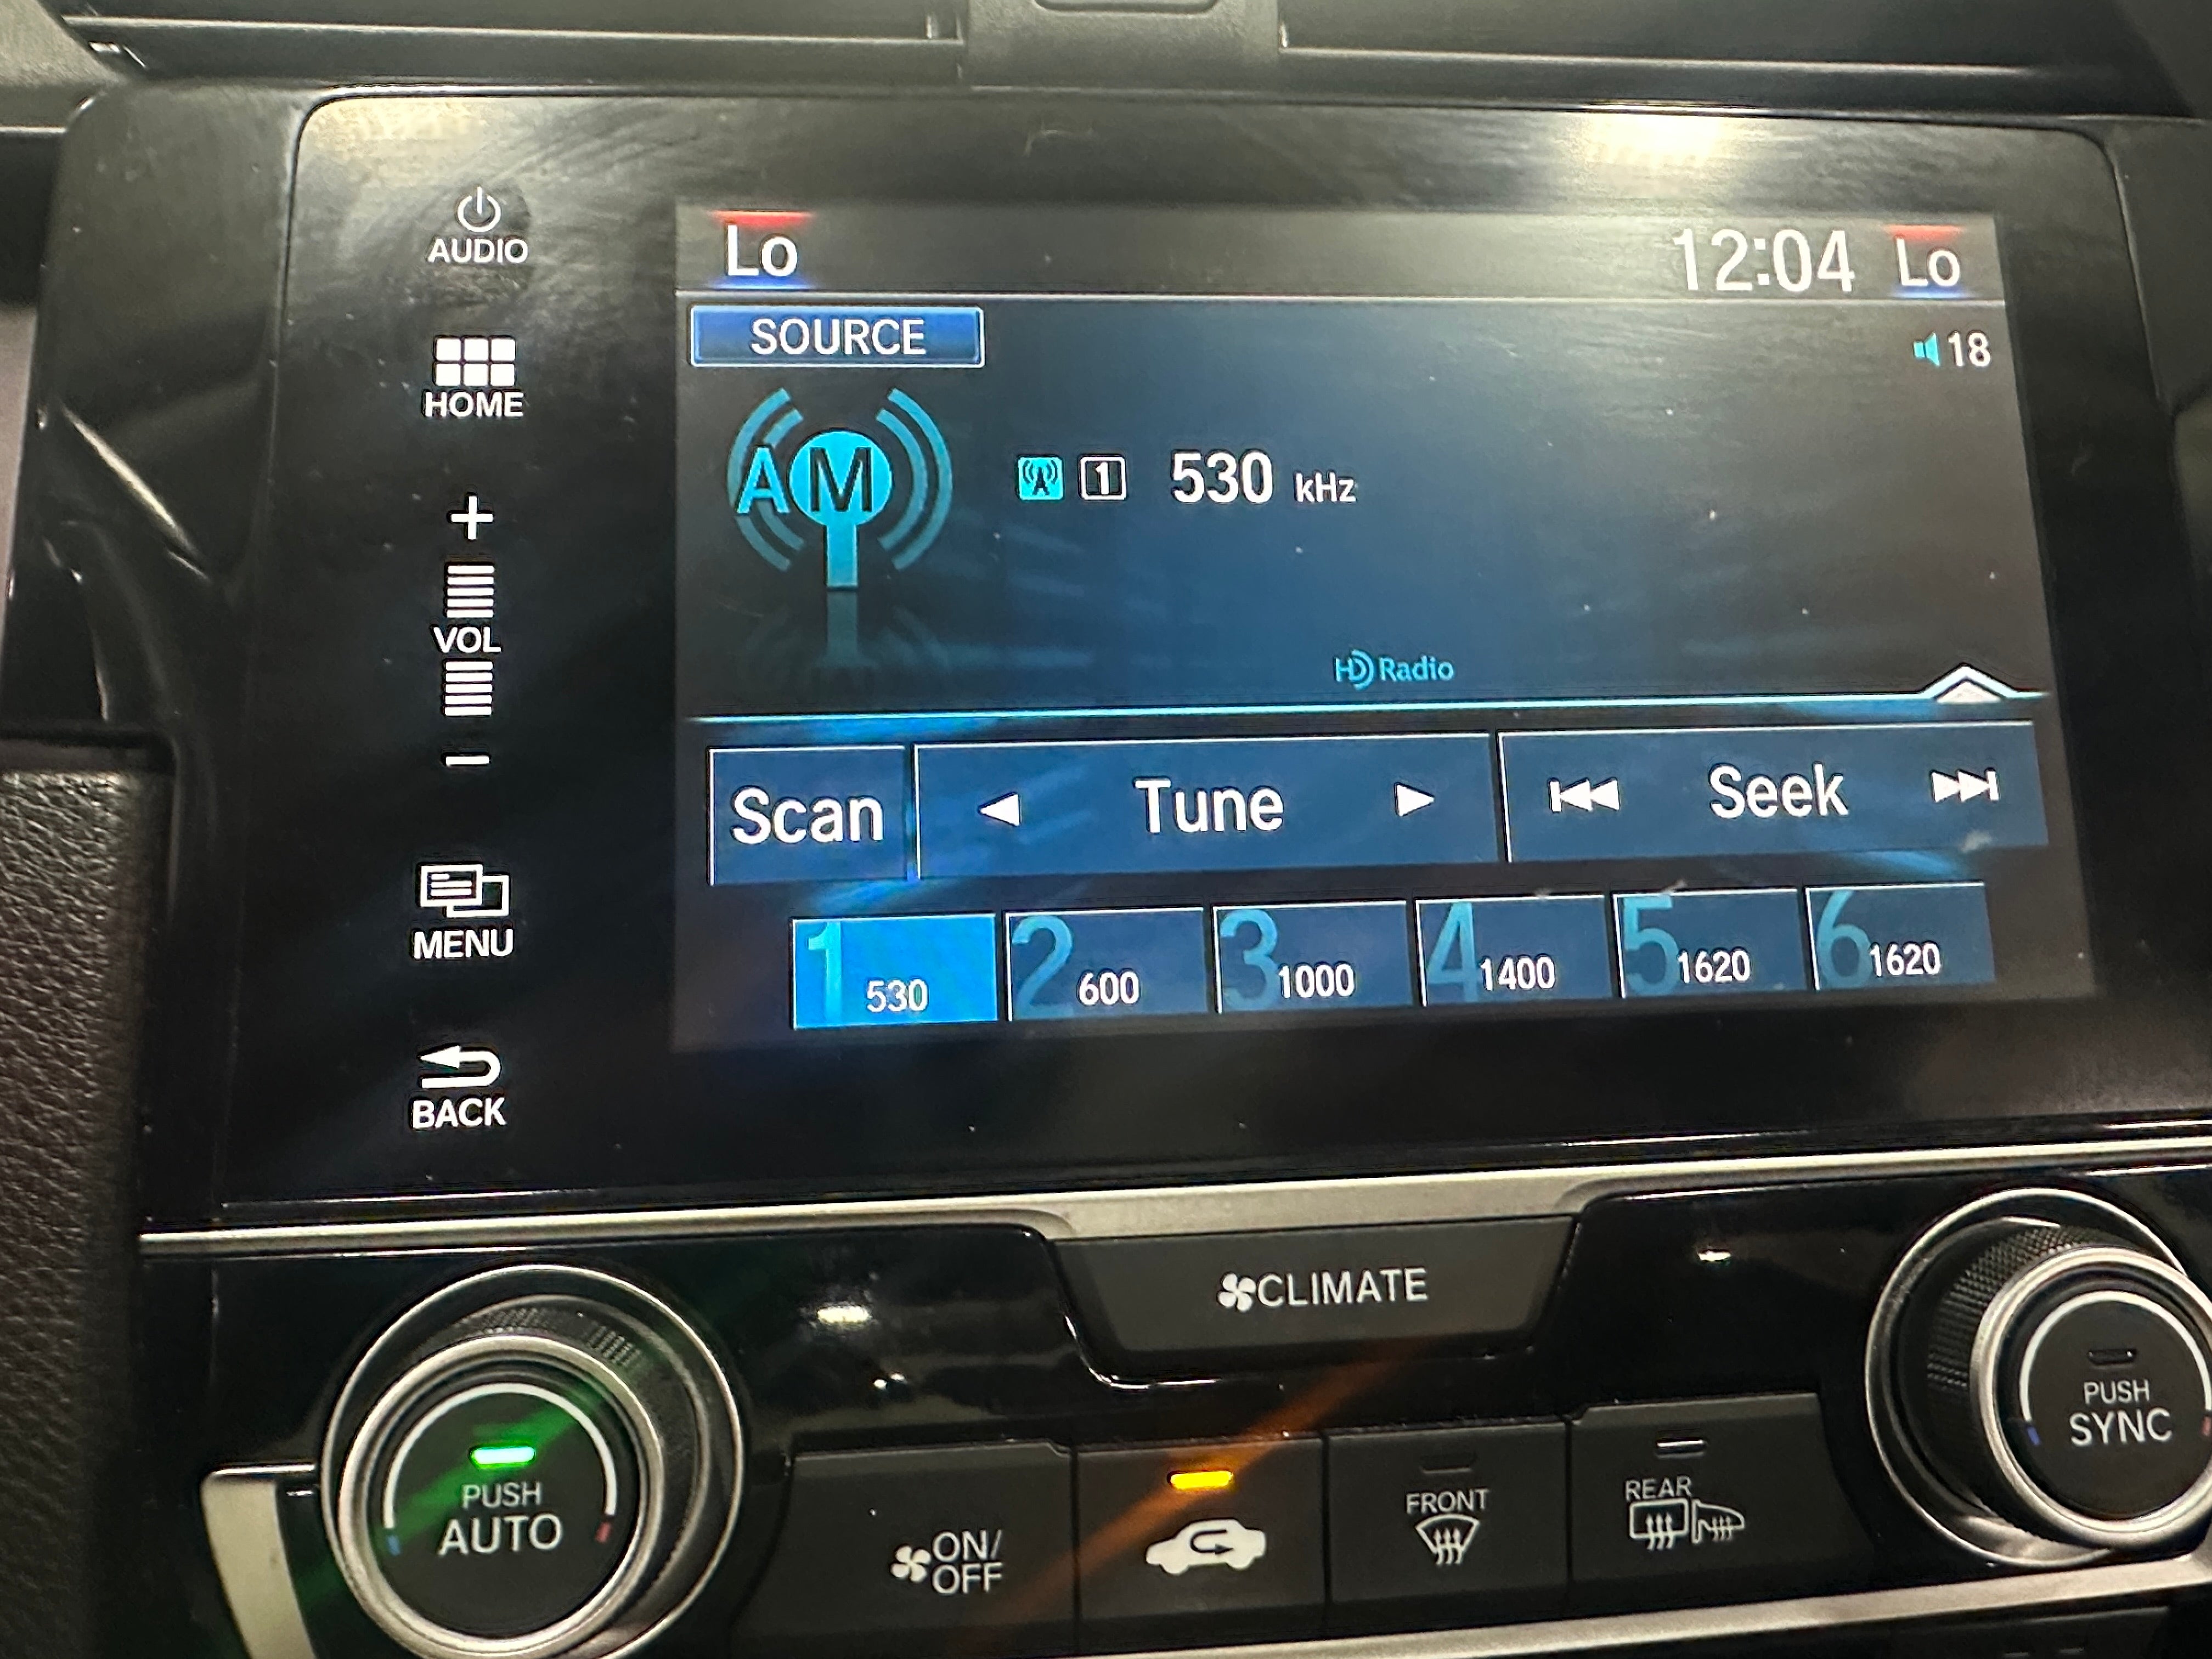 AUDIO
HOME
+
VOL
−
MENU
BACK
Lo 12:04 Lo
SOURCE
18
AM 1 530 kHz
HD Radio
Scan ◄ Tune ► Seek
1 530 2 600 3 1000 4 1400 5 1620 6 1620
CLIMATE
PUSH
AUTO
ON/
OFF
FRONT
REAR
PUSH
SYNC